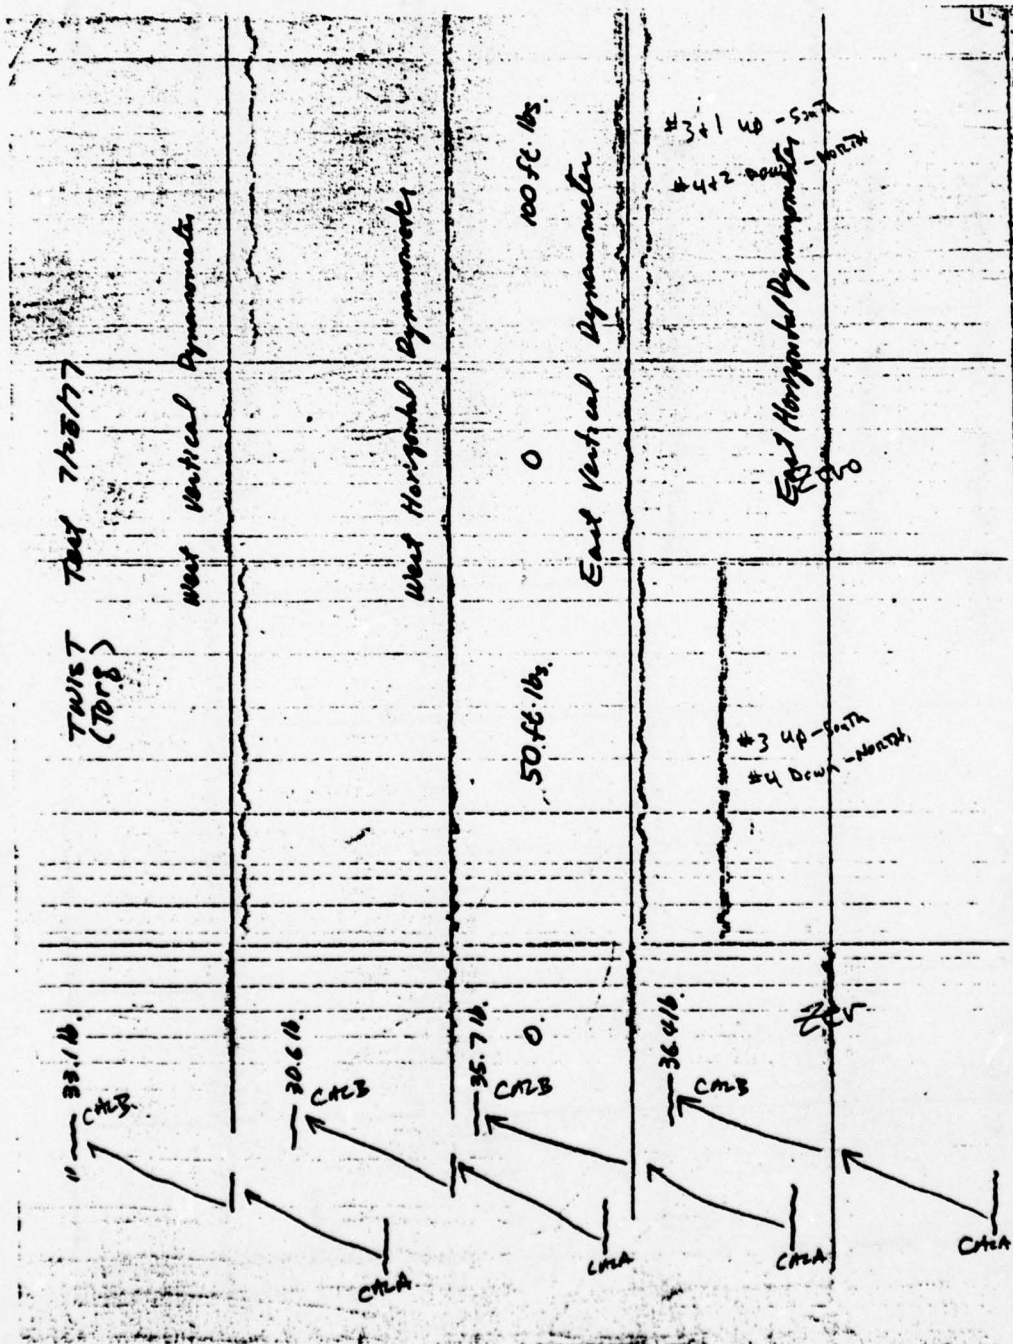 TWIST Test 7/28/77
(Torq)
" 33.1 lb.
CALB
West Vertical Dynamometer
CALA
30.6 lb.
CALB
West Horizontal Dynamometer
CALA
35.7 lb.
CALB
0. 50 ft. lbs. 0 100 ft. lbs.
East Vertical Dynamometer
CALA
36.4 lb.
CALB
#3 up - South
#4 Down - North.
#3+1 up - South
#4+2 Down - North
East Horizontal Dynamometer
Zero
CALA